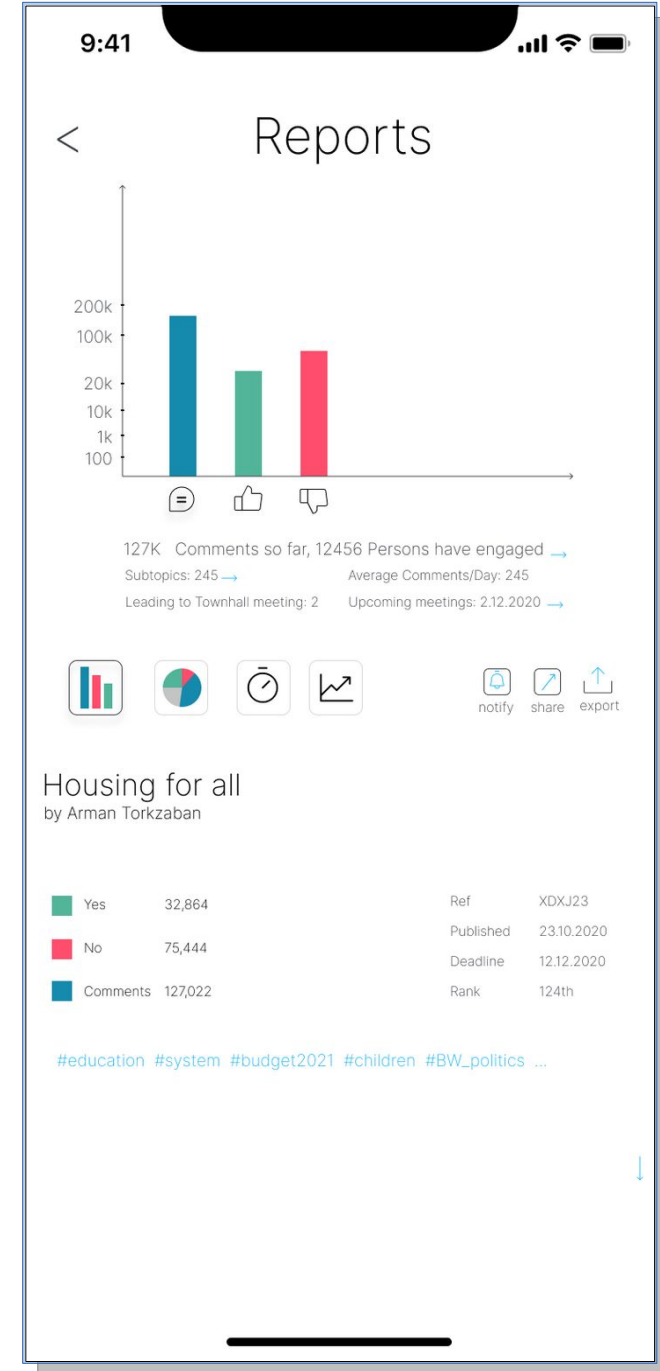 9:41
< Reports
200k
100k
20k
10k
1k
100
127K Comments so far, 12456 Persons have engaged →
Subtopics: 245 → Average Comments/Day: 245
Leading to Townhall meeting: 2 Upcoming meetings: 2.12.2020 →
notify share export
Housing for all
by Arman Torkzaban
Yes 32,864 Ref XDXJ23
Published 23.10.2020
No 75,444
Deadline 12.12.2020
Comments 127,022 Rank 124th
#education #system #budget2021 #children #BW_politics ...